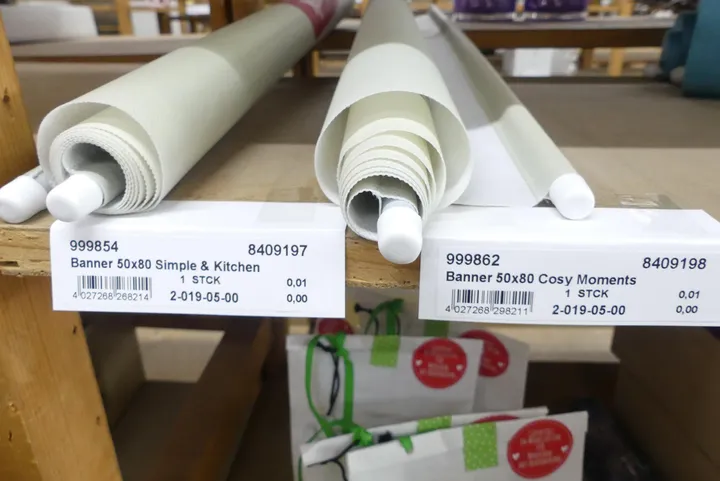 999854 8409197
Banner 50x80 Simple & Kitchen
1 STCK 0,01
4 027268 268214 2-019-05-00 0,00
999862 8409198
Banner 50x80 Cosy Moments
1 STCK 0,01
4 027268 298211 2-019-05-00 0,00